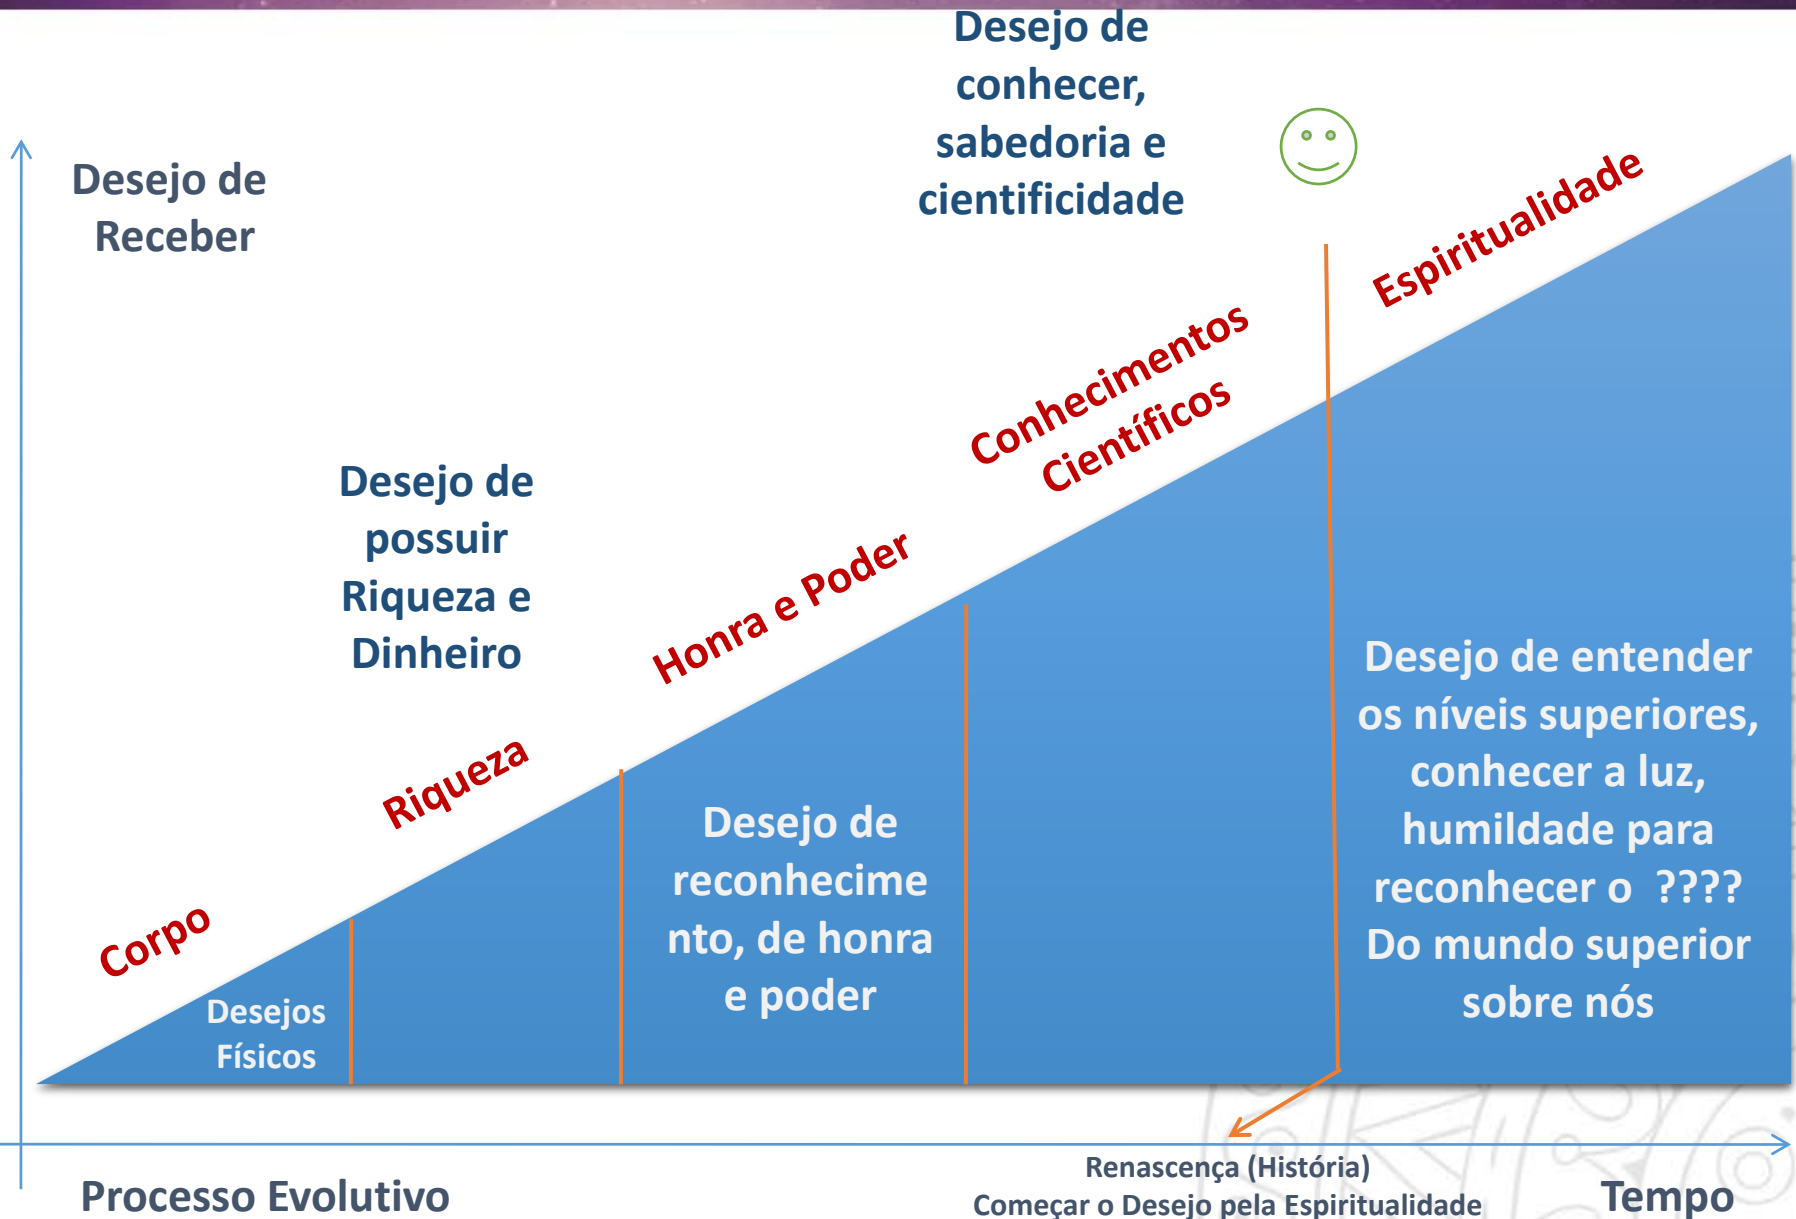 Desejo de
conhecer,
sabedoria e
cientificidade
Desejo de
Receber
Espiritualidade
Conhecimentos
Científicos
Desejo de
possuir
Riqueza e
Dinheiro
Honra e Poder
Riqueza
Corpo
Desejos
Físicos
Desejo de
reconhecime
nto, de honra
e poder
Desejo de entender
os níveis superiores,
conhecer a luz,
humildade para
reconhecer o ????
Do mundo superior
sobre nós
Renascença (História)
Começar o Desejo pela Espiritualidade
Processo Evolutivo
Tempo